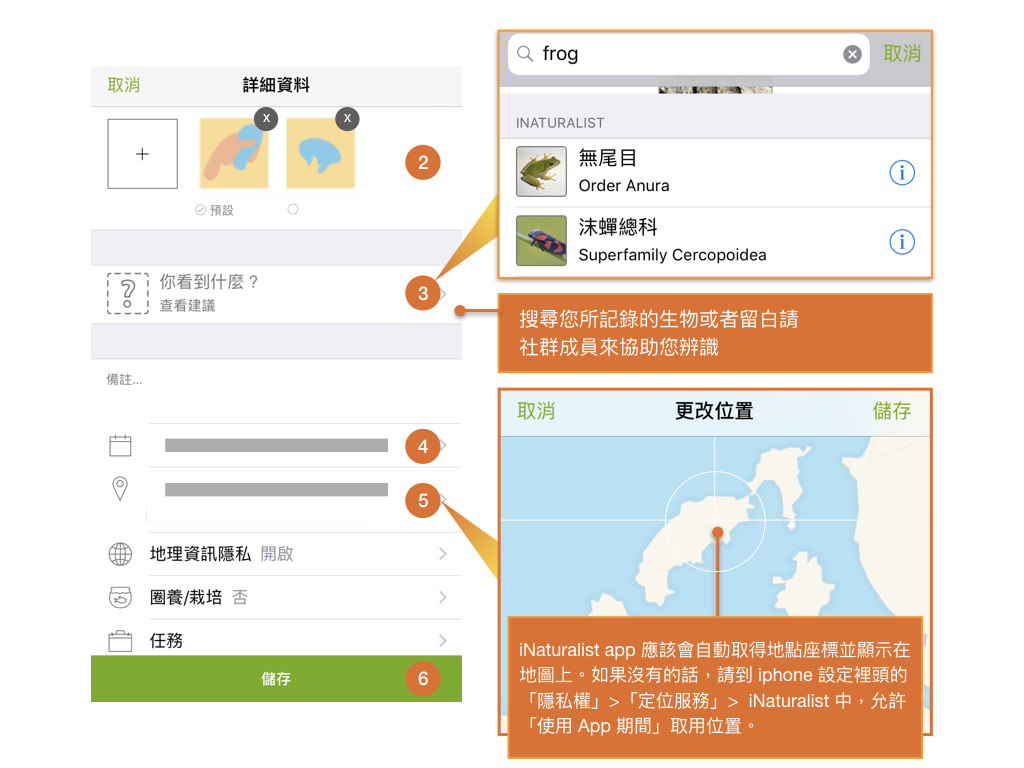 取消 詳細資料
+
X
X
2
預設
你看到什麼？
查看建議
3
備註...
4
5
地理資訊隱私 開啟
圈養/栽培 否
任務
儲存
6
frog
取消
INATURALIST
無尾目
Order Anura
沫蟬總科
Superfamily Cercopoidea
搜尋您所記錄的生物或者留白請
社群成員來協助您辨識
取消 更改位置 儲存
iNaturalist app 應該會自動取得地點座標並顯示在
地圖上。如果沒有的話，請到 iphone 設定裡頭的
「隱私權」>「定位服務」> iNaturalist 中，允許
「使用 App 期間」取用位置。